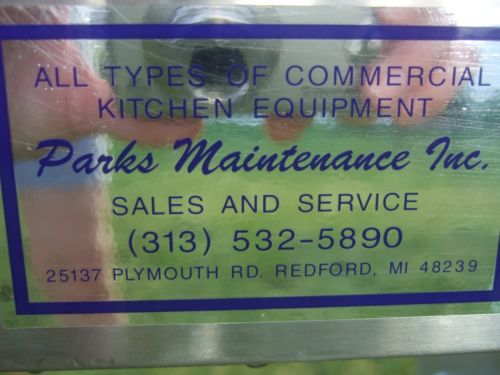 ALL TYPES OF COMMERCIAL
KITCHEN EQUIPMENT
Parks Maintenance Inc.
SALES AND SERVICE
(313) 532-5890
25137 PLYMOUTH RD. REDFORD, MI 48239